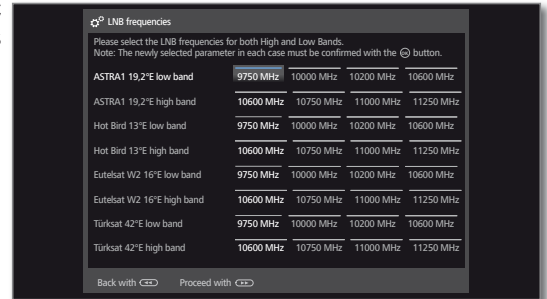 LNB frequencies
Please select the LNB frequencies for both High and Low Bands.
Note: The newly selected parameter in each case must be confirmed with the OK button.
ASTRA1 19,2°E low band 9750 MHz 10000 MHz 10200 MHz 10600 MHz
ASTRA1 19,2°E high band 10600 MHz 10750 MHz 11000 MHz 11250 MHz
Hot Bird 13°E low band 9750 MHz 10000 MHz 10200 MHz 10600 MHz
Hot Bird 13°E high band 10600 MHz 10750 MHz 11000 MHz 11250 MHz
Eutelsat W2 16°E low band 9750 MHz 10000 MHz 10200 MHz 10600 MHz
Eutelsat W2 16°E high band 10600 MHz 10750 MHz 11000 MHz 11250 MHz
Türksat 42°E low band 9750 MHz 10000 MHz 10200 MHz 10600 MHz
Türksat 42°E high band 10600 MHz 10750 MHz 11000 MHz 11250 MHz
Back with Proceed with